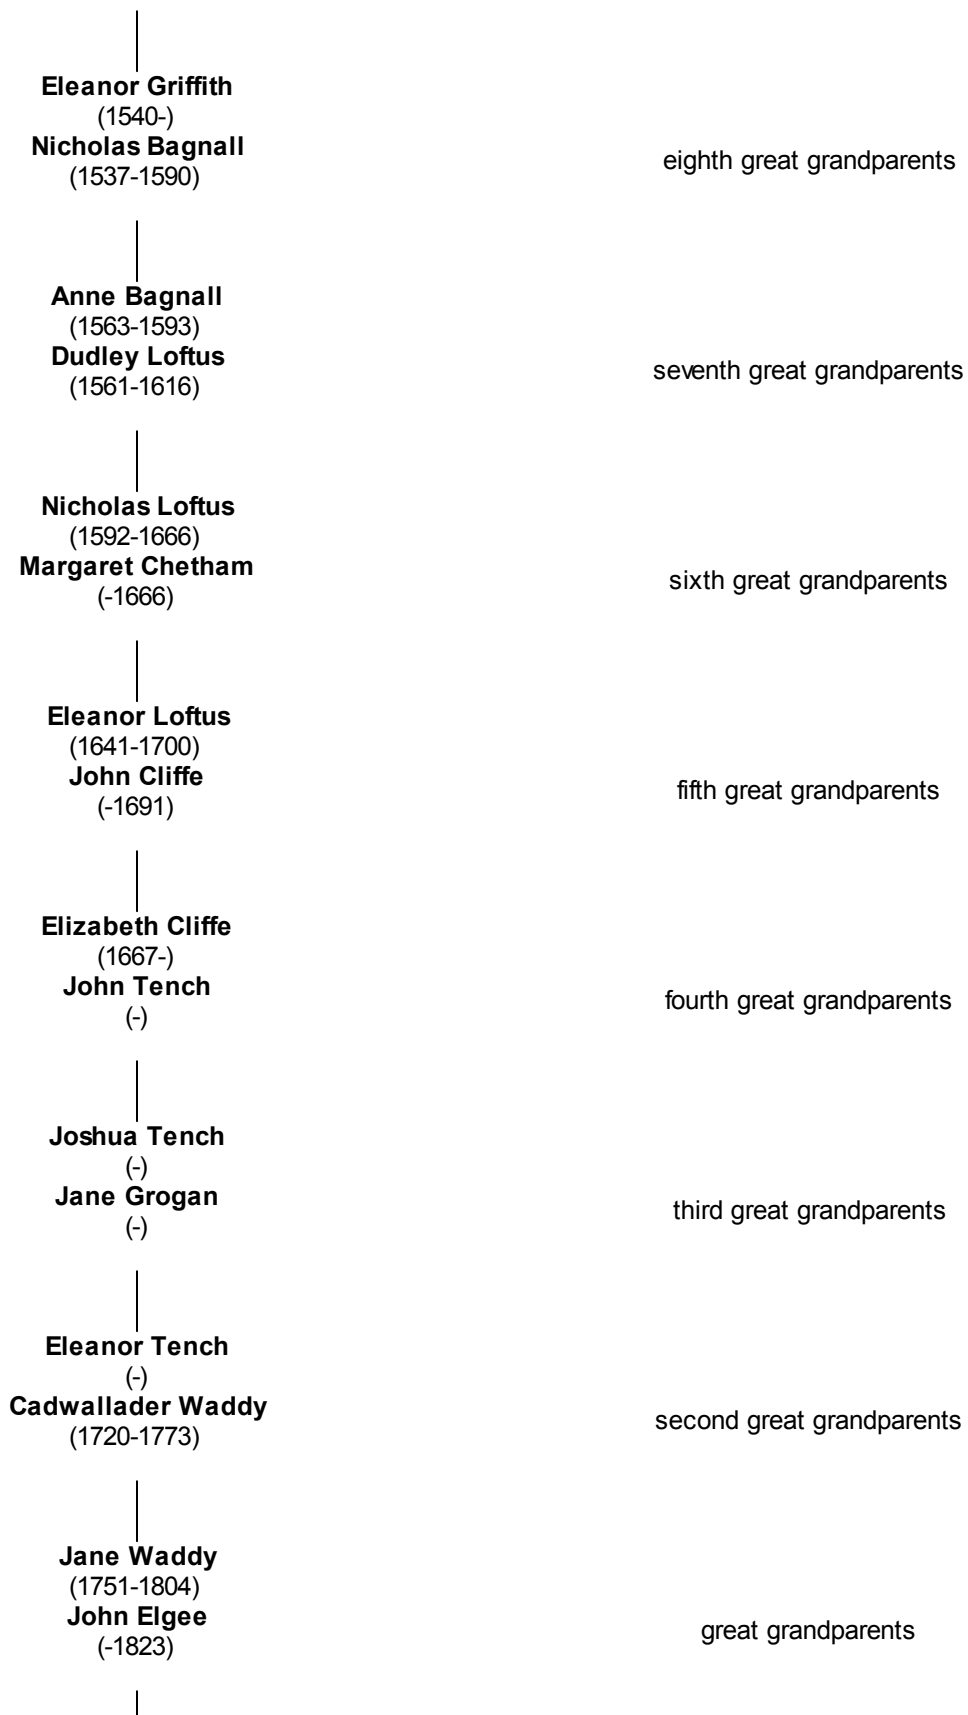 Eleanor Griffith
(1540-)
Nicholas Bagnall
(1537-1590)
eighth great grandparents
Anne Bagnall
(1563-1593)
Dudley Loftus
(1561-1616)
seventh great grandparents
Nicholas Loftus
(1592-1666)
Margaret Chetham
(-1666)
sixth great grandparents
Eleanor Loftus
(1641-1700)
John Cliffe
(-1691)
fifth great grandparents
Elizabeth Cliffe
(1667-)
John Tench
(-)
fourth great grandparents
Joshua Tench
(-)
Jane Grogan
(-)
third great grandparents
Eleanor Tench
(-)
Cadwallader Waddy
(1720-1773)
second great grandparents
Jane Waddy
(1751-1804)
John Elgee
(-1823)
great grandparents